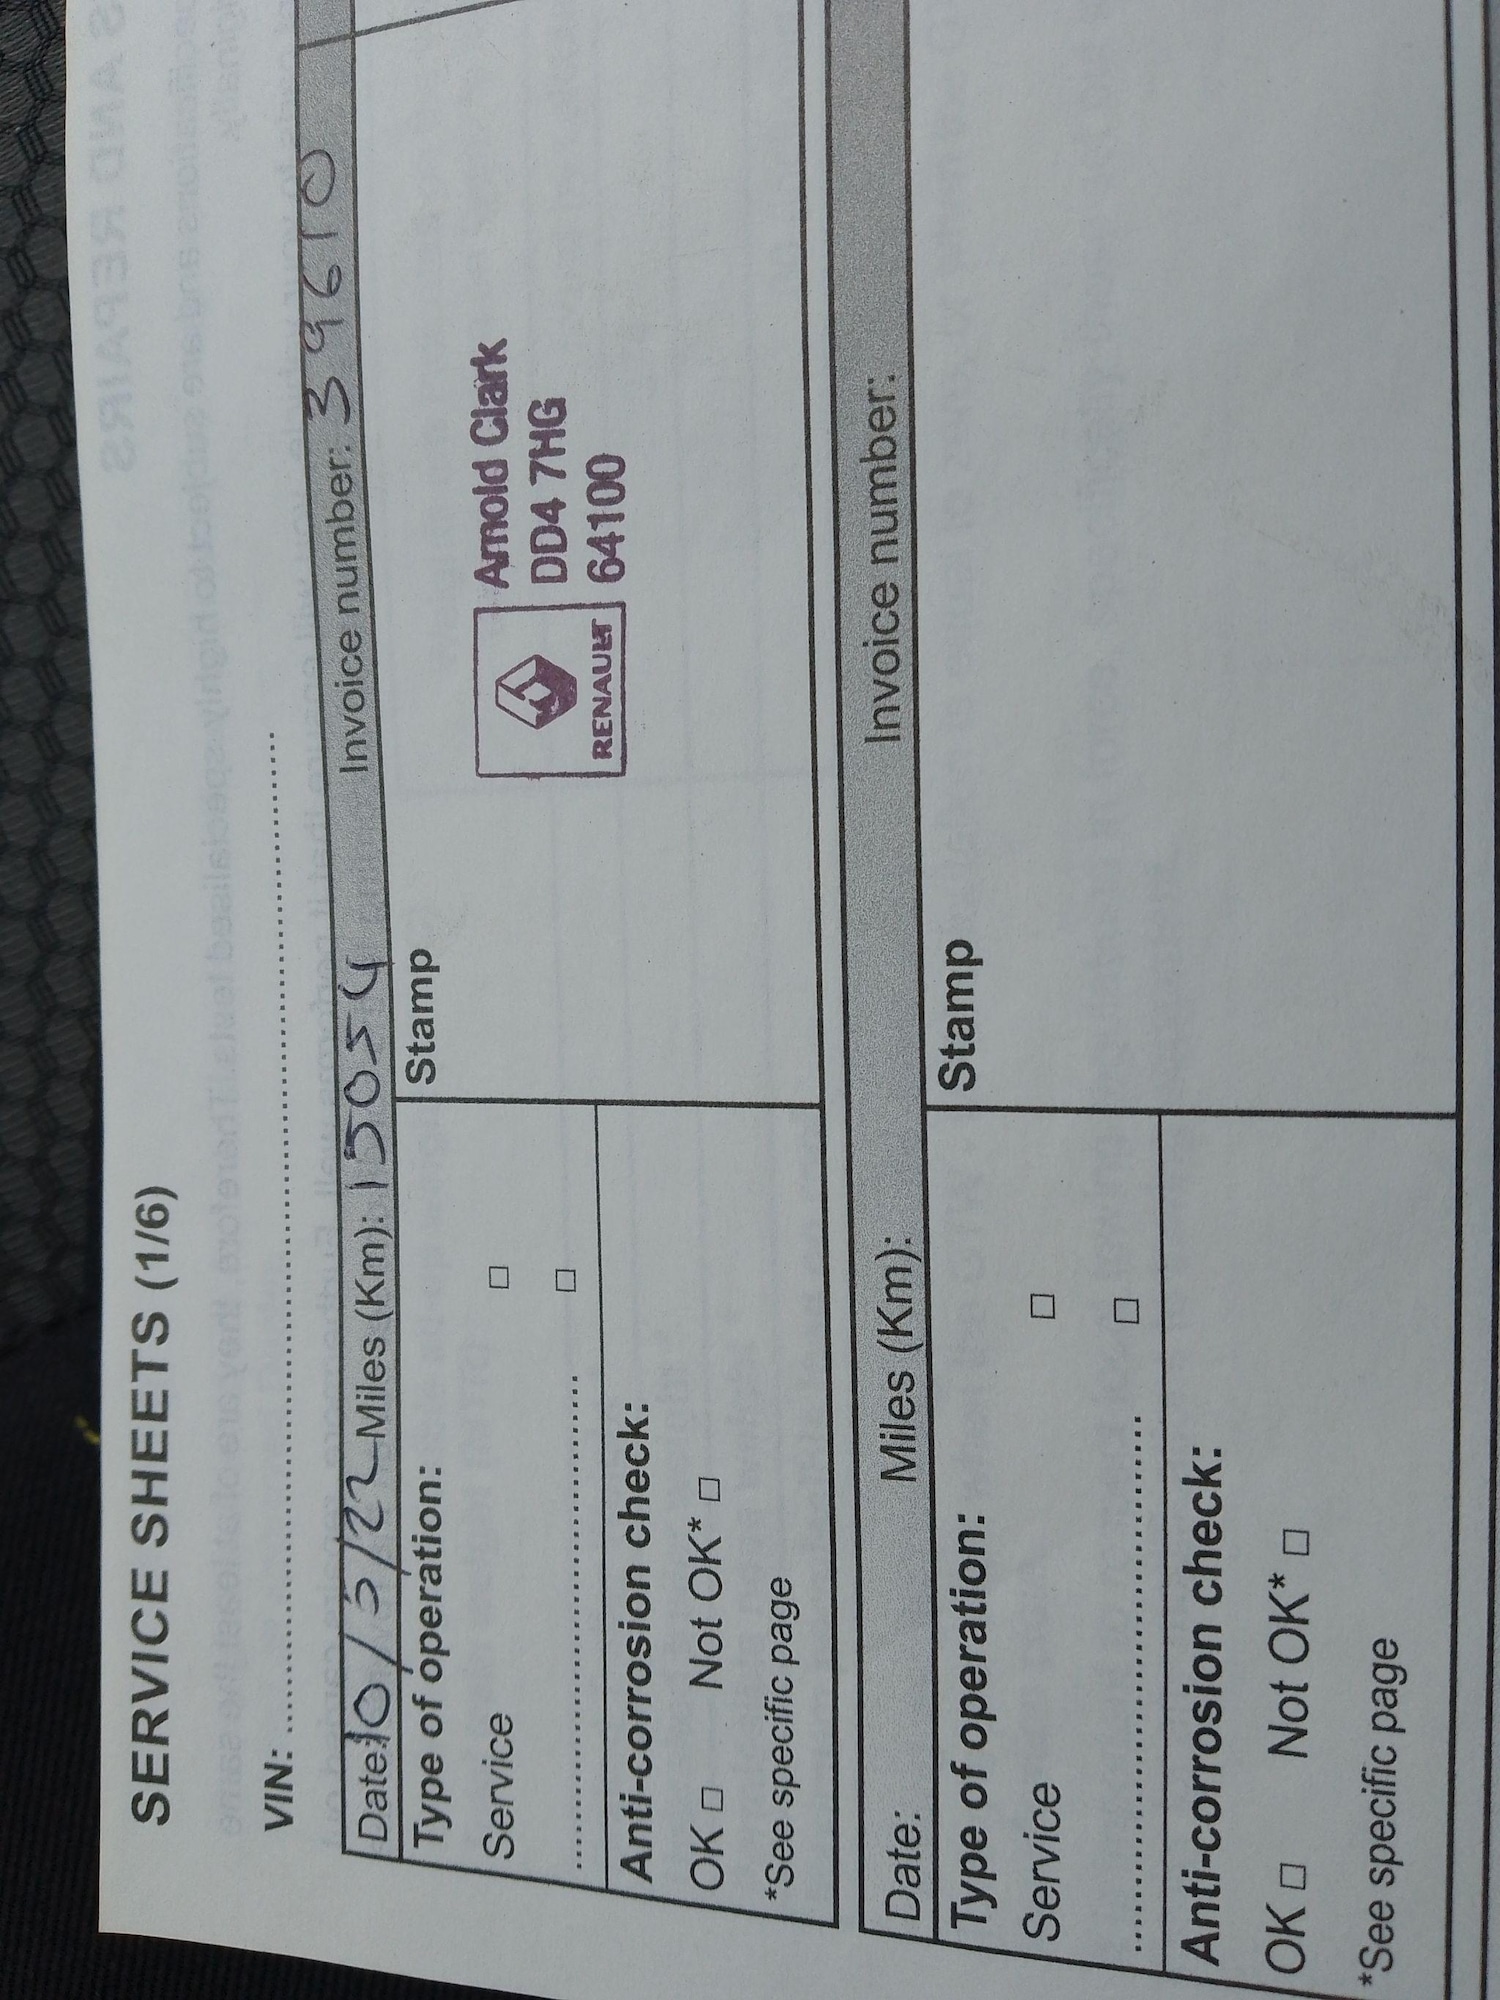 SERVICE SHEETS (1/6)
VIN: ........................................................
Date: 10/5/22 Miles (Km): 15054 Invoice number: 39610
Type of operation:
Service □
........................... □
Anti-corrosion check:
OK □ Not OK* □
*See specific page
Stamp
RENAULT
Arnold Clark
DD4 7HG
64100
Date: Miles (Km): Invoice number:
Type of operation:
Service □
........................... □
Anti-corrosion check:
OK □ Not OK* □
*See specific page
Stamp